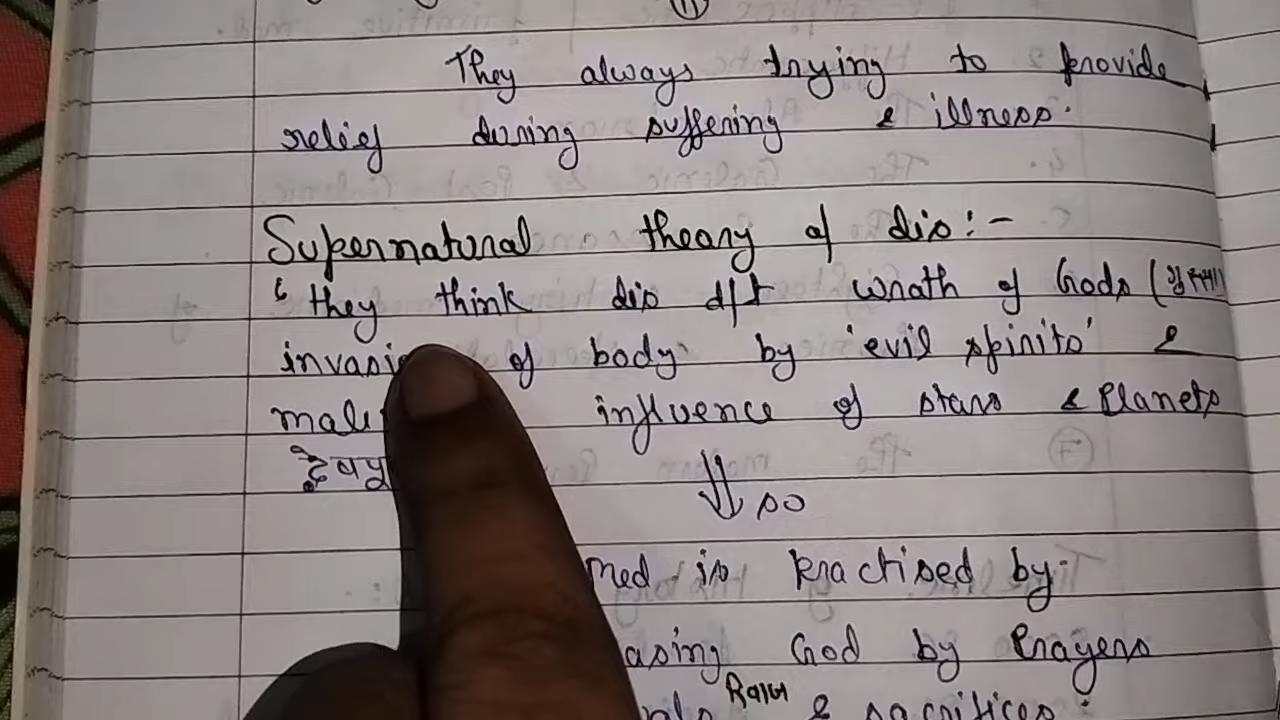 They always trying to provide
relief during suffering & illness.
Supernatural theory of dis :-
" they think dis d/t wrath of Gods (
of body by 'evil spirits' &
influence of stars & Planets
⇓ so
Med is practised by:
God by Prayers
& sacrifices